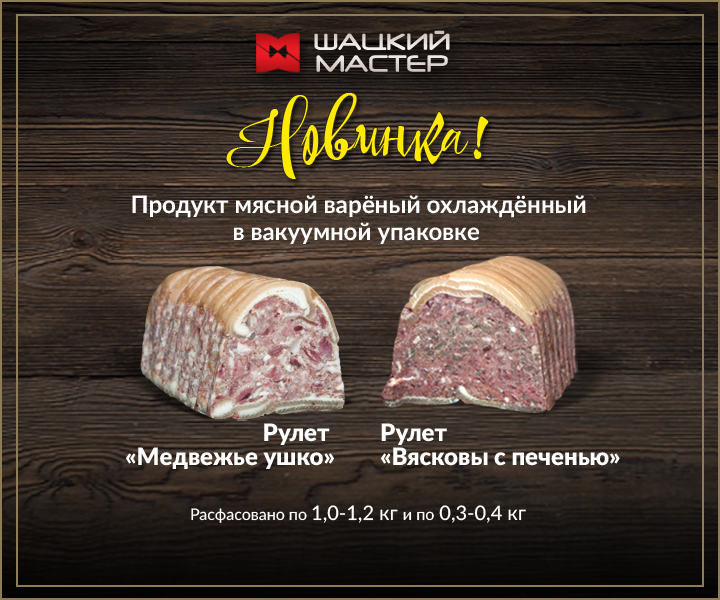 ШАЦКИЙ
МАСТЕР
Новинка!
Продукт мясной варёный охлаждённый
в вакуумной упаковке
Рулет
«Медвежье ушко»
Рулет
«Вясковы с печенью»
Расфасовано по 1,0-1,2 кг и по 0,3-0,4 кг